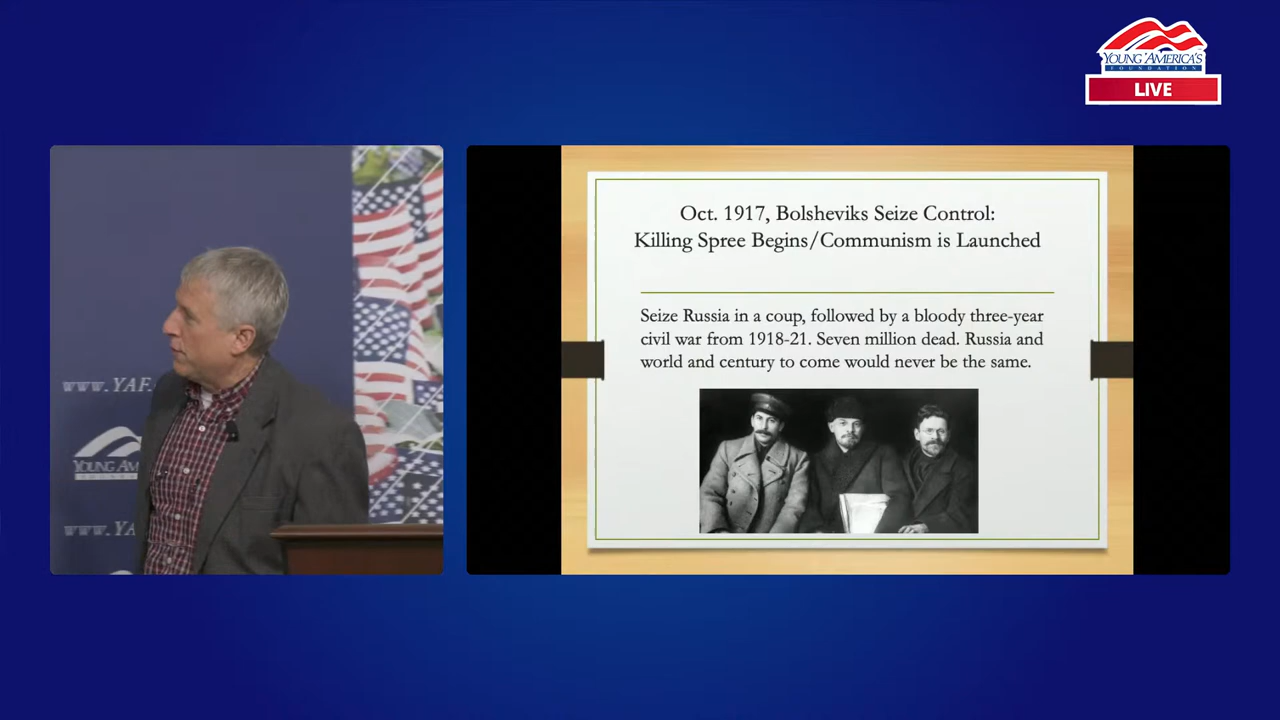 YOUNG AMERICA'S
FOUNDATION
LIVE
www.YAF.
YOUNG AM
www.YA
Oct. 1917, Bolsheviks Seize Control:
Killing Spree Begins/Communism is Launched
Seize Russia in a coup, followed by a bloody three-year
civil war from 1918-21. Seven million dead. Russia and
world and century to come would never be the same.